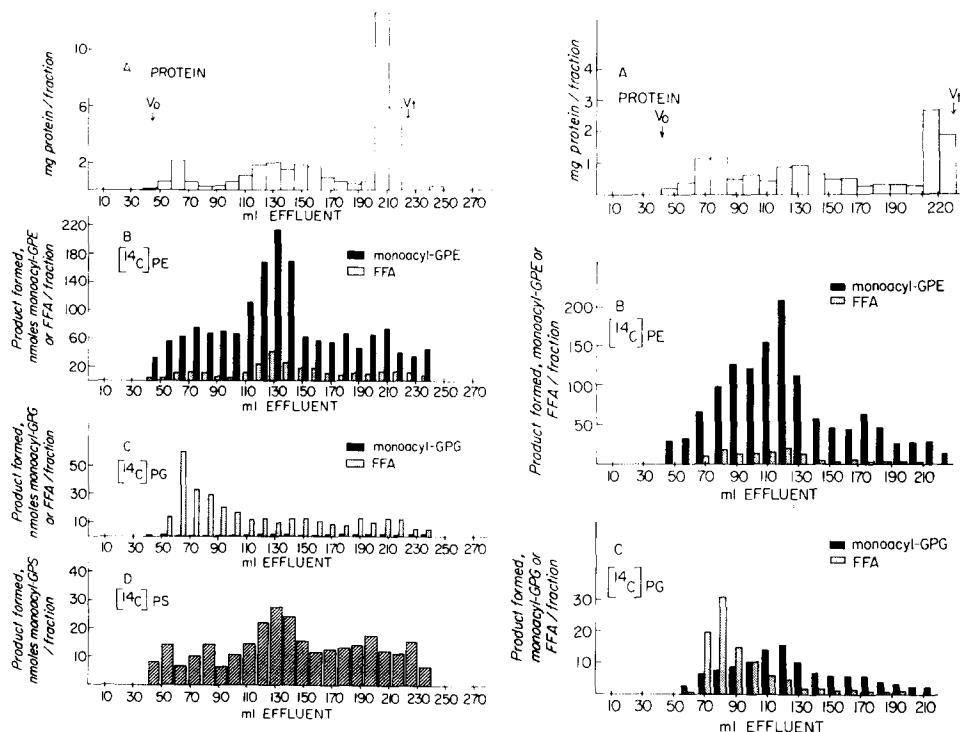 A
PROTEIN
Vo
Vt
mg protein/fraction
10
6
2
10 30 50 70 90 110 130 150 170 190 210 230 250 270
ml EFFLUENT
B
[14C] PE
monoacyl-GPE
FFA
Product formed,
nmoles monoacyl-GPE
or FFA/fraction
220
180
140
100
60
20
10 30 50 70 90 110 130 150 170 190 210 230 250 270
ml EFFLUENT
C
[14C] PG
monoacyl-GPG
FFA
Product formed,
nmoles monoacyl-GPG
or FFA/fraction
50
30
10
10 30 50 70 90 110 130 150 170 190 210 230 250 270
ml EFFLUENT
D
[14C] PS
Product formed,
nmoles monoacyl-GPS
/fraction
40
30
20
10
10 30 50 70 90 110 130 150 170 190 210 230 250 270
ml EFFLUENT
A
PROTEIN
Vo
Vt
mg protein/fraction
4
3
2
1
10 30 50 70 90 110 130 150 170 190 220
ml EFFLUENT
B
[14C] PE
monoacyl-GPE
FFA
Product formed, monoacyl-GPE or
FFA/fraction
200
150
100
50
10 30 50 70 90 110 130 150 170 190 210
ml EFFLUENT
C
[14C] PG
monoacyl-GPG
FFA
Product formed,
monoacyl-GPG or
FFA/fraction
30
20
10
10 30 50 70 90 110 130 150 170 190 210
ml EFFLUENT